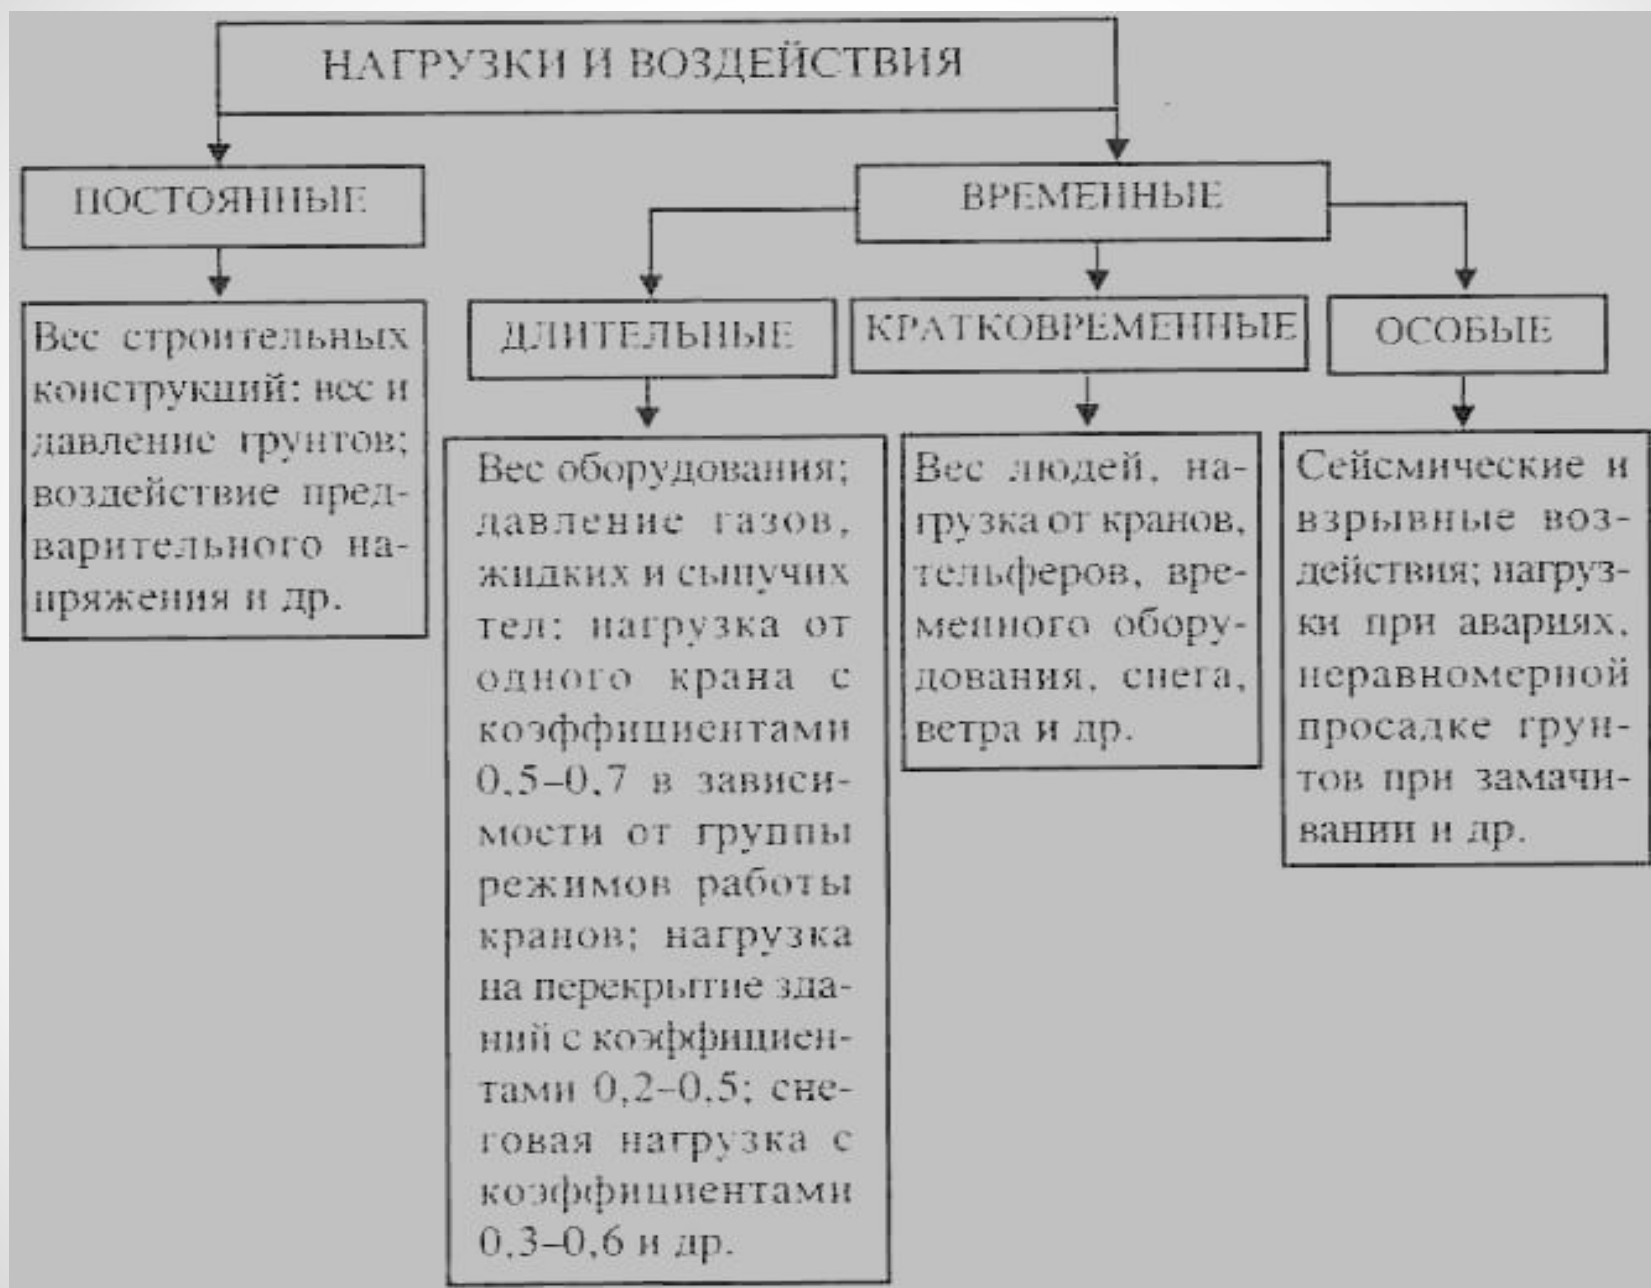 НАГРУЗКИ И ВОЗДЕЙСТВИЯ
ПОСТОЯННЫЕ
ВРЕМЕННЫЕ
Вес строительных
конструкций: вес и
давление грунтов;
воздействие пред-
варительного на-
пряжения и др.
ДЛИТЕЛЬНЫЕ
КРАТКОВРЕМЕННЫЕ
ОСОБЫЕ
Вес оборудования;
давление газов,
жидких и сыпучих
тел: нагрузка от
одного крана с
коэффициентами
0,5–0,7 в зависи-
мости от группы
режимов работы
кранов; нагрузка
на перекрытие зда-
ний с коэффициен-
тами 0,2–0,5; сне-
говая нагрузка с
коэффициентами
0,3–0,6 и др.
Вес людей, на-
грузка от кранов,
тельферов, вре-
менного обору-
дования, снега,
ветра и др.
Сейсмические и
взрывные воз-
действия; нагруз-
ки при авариях,
неравномерной
просадке грун-
тов при замачи-
вании и др.